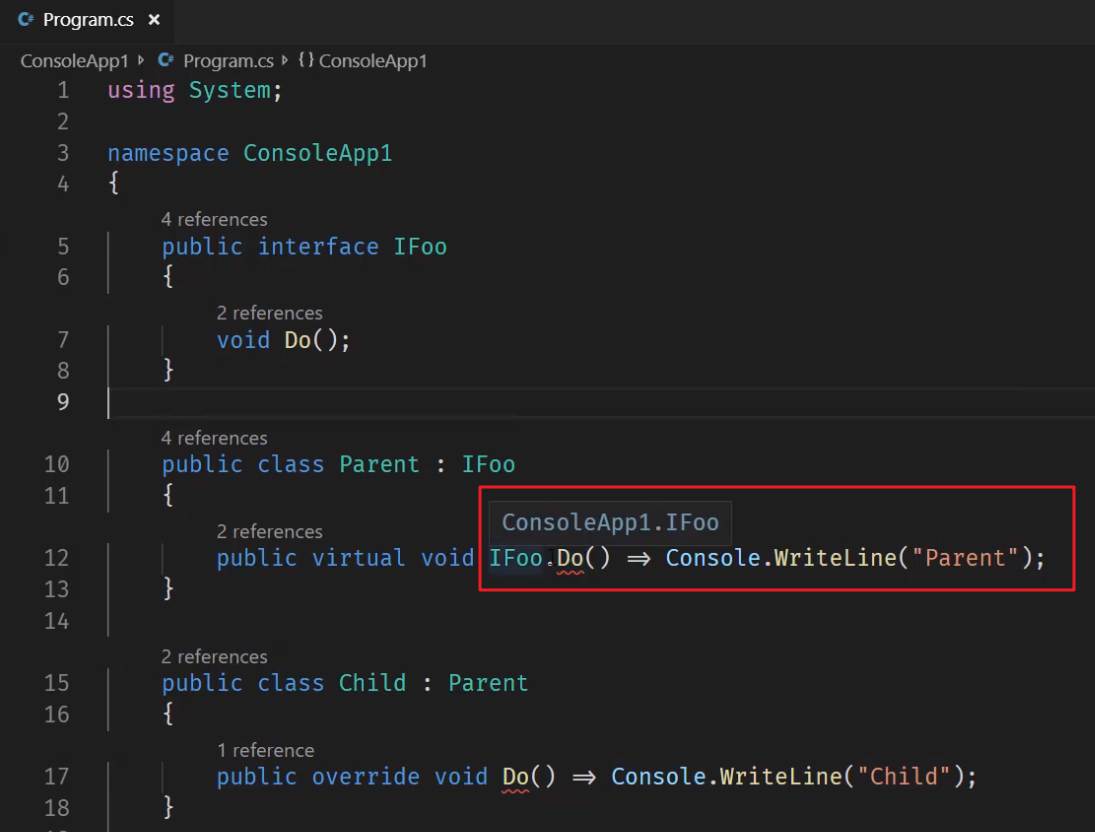 C# Program.cs ×
ConsoleApp1 Program.cs {} ConsoleApp1
1 using System;
2
3 namespace ConsoleApp1
4 {
4 references
5 public interface IFoo
6 {
2 references
7 void Do();
8 }
9
4 references
10 public class Parent : IFoo
11 {
ConsoleApp1.IFoo
2 references
12 public virtual void IFoo.Do() => Console.WriteLine("Parent");
13 }
14
2 references
15 public class Child : Parent
16 {
1 reference
17 public override void Do() => Console.WriteLine("Child");
18 }